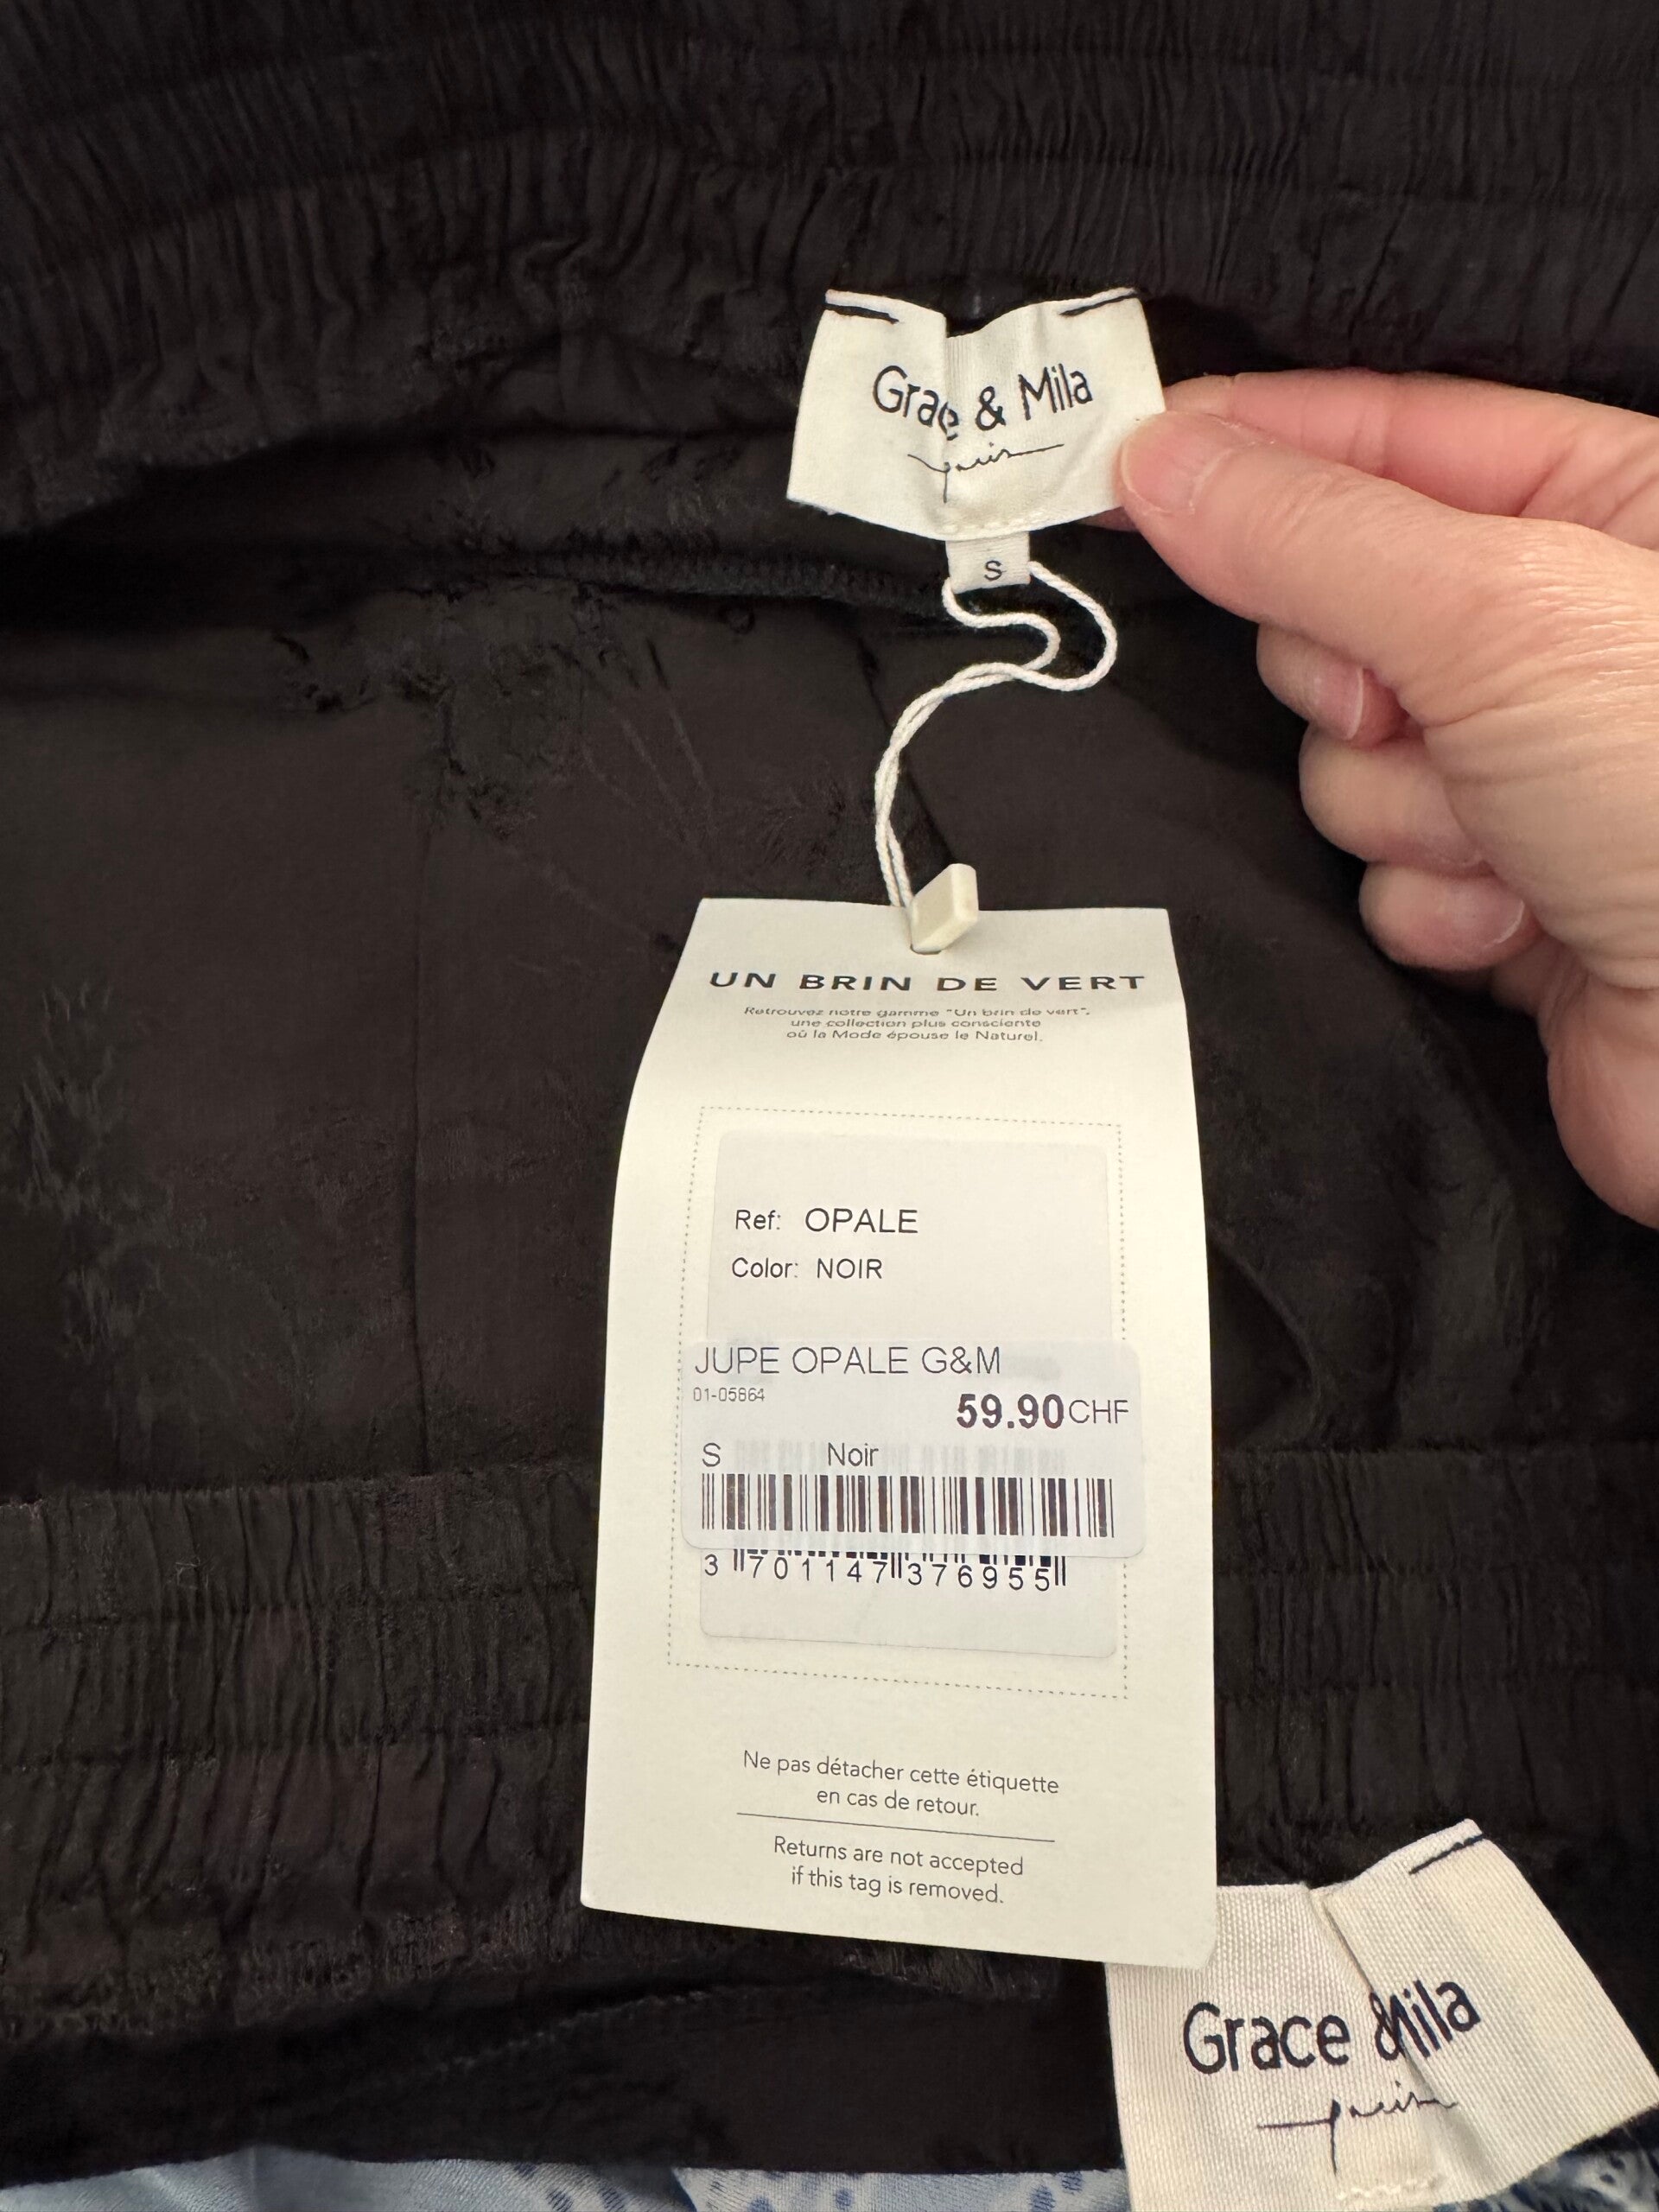 Grace & Mila
Paris
S
UN BRIN DE VERT
Retrouvez notre gamme "Un brin de vert",
une collection plus consciente
où la Mode épouse le Naturel.
Ref: OPALE
Color: NOIR
JUPE OPALE G&M
01-05864
59.90CHF
S Noir
3 701147 376955
Ne pas détacher cette étiquette
en cas de retour.
Returns are not accepted
if this tag is removed.
Grace & Mila
Paris